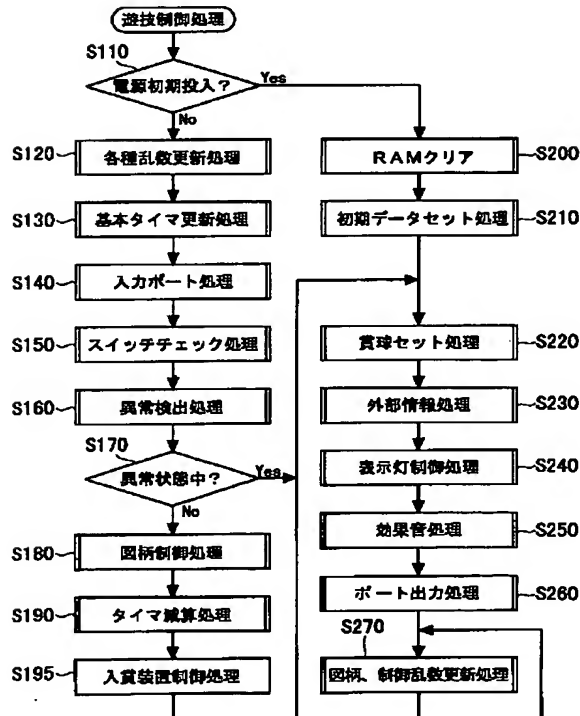 遊技制御処理
S110
電源初期投入?
Yes
No
S120
各種乱数更新処理
S130
基本タイマ更新処理
S140
入力ポート処理
S150
スイッチチェック処理
S160
異常検出処理
S170
異常状態中?
Yes
No
S180
図柄制御処理
S190
タイマ減算処理
S195
入賞装置制御処理
RAMクリア
S200
初期データセット処理
S210
賞球セット処理
S220
外部情報処理
S230
表示灯制御処理
S240
効果音処理
S250
ポート出力処理
S260
S270
図柄、制御乱数更新処理